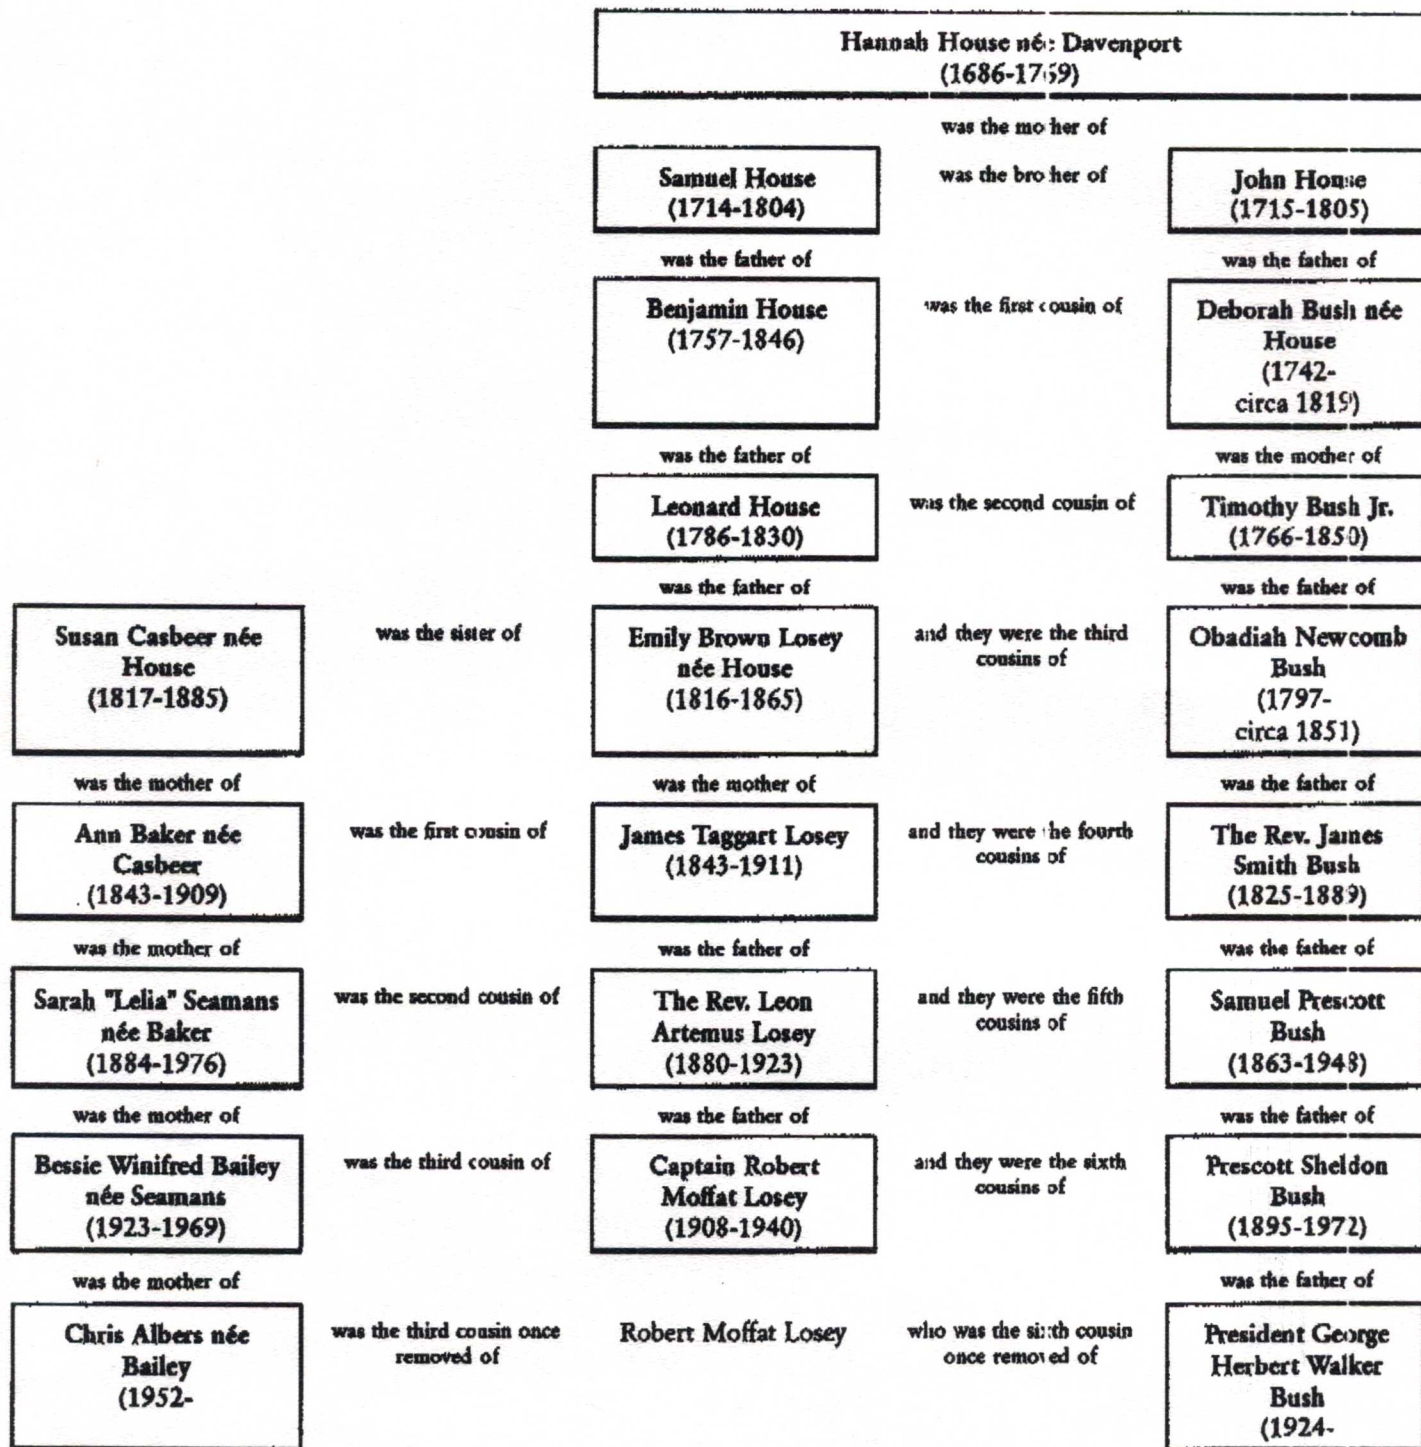 Hannah House née Davenport
(1686-1769)
was the mother of
Samuel House
(1714-1804)
was the brother of
John House
(1715-1805)
was the father of
was the father of
Benjamin House
(1757-1846)
was the first cousin of
Deborah Bush née
House
(1742-
circa 1819)
was the father of
was the mother of
Leonard House
(1786-1830)
was the second cousin of
Timothy Bush Jr.
(1766-1850)
was the father of
was the father of
Susan Casbeer née
House
(1817-1885)
was the sister of
Emily Brown Losey
née House
(1816-1865)
and they were the third
cousins of
Obadiah Newcomb
Bush
(1797-
circa 1851)
was the mother of
was the mother of
was the father of
Ann Baker née
Casbeer
(1843-1909)
was the first cousin of
James Taggart Losey
(1843-1911)
and they were the fourth
cousins of
The Rev. James
Smith Bush
(1825-1889)
was the mother of
was the father of
was the father of
Sarah "Lelia" Seamans
née Baker
(1884-1976)
was the second cousin of
The Rev. Leon
Artemus Losey
(1880-1923)
and they were the fifth
cousins of
Samuel Prescott
Bush
(1863-1948)
was the mother of
was the father of
was the father of
Bessie Winifred Bailey
née Seamans
(1923-1969)
was the third cousin of
Captain Robert
Moffat Losey
(1908-1940)
and they were the sixth
cousins of
Prescott Sheldon
Bush
(1895-1972)
was the mother of
was the father of
Chris Albers née
Bailey
(1952-
was the third cousin once
removed of
Robert Moffat Losey
who was the sixth cousin
once removed of
President George
Herbert Walker
Bush
(1924-